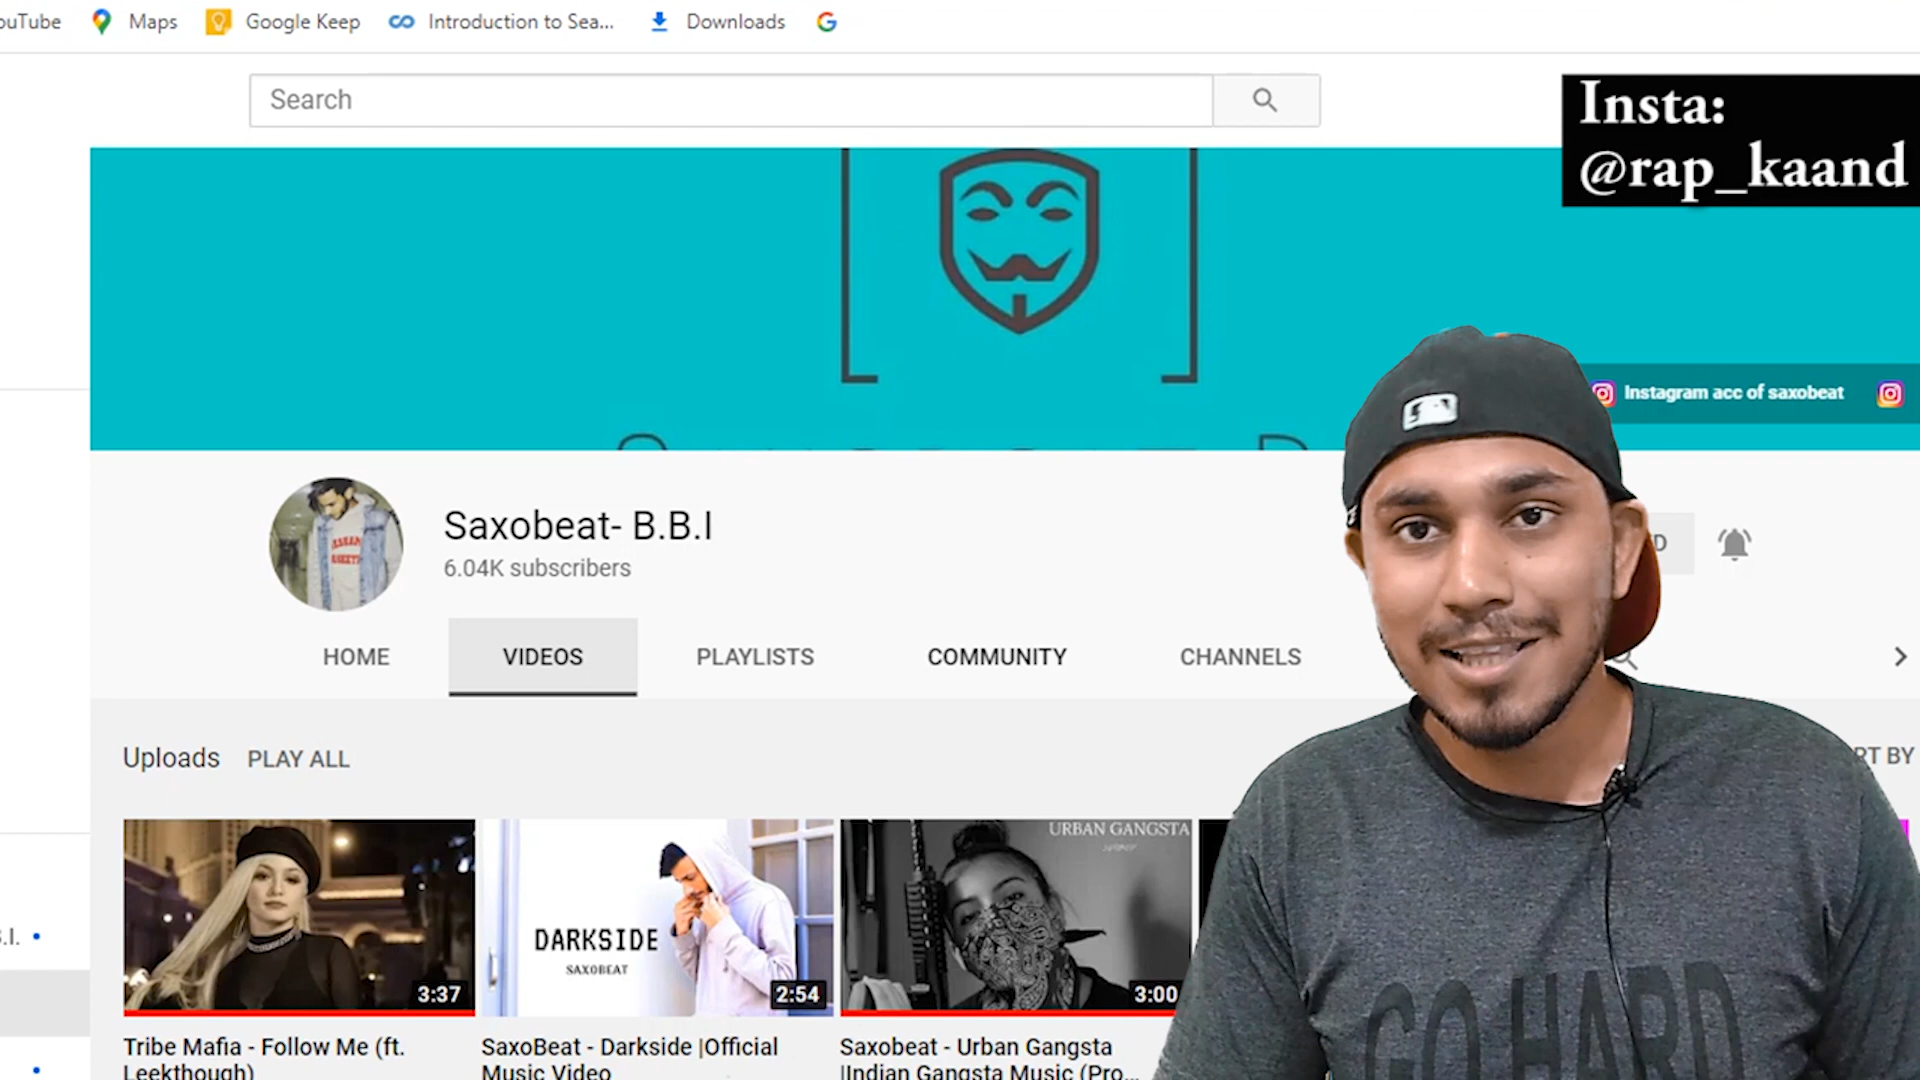 Maps Google Keep Introduction to Sea... Downloads
Search
Insta:
@rap_kaand
Instagram acc of saxobeat
Saxobeat- B.B.I
6.04K subscribers
HOME VIDEOS PLAYLISTS COMMUNITY CHANNELS
Uploads PLAY ALL
BY
URBAN GANGSTA
DARKSIDE
SAXOBEAT
3:37
2:54
3:00
GO HARD
Tribe Mafia - Follow Me (ft.
Leekthough)
SaxoBeat - Darkside |Official
Music Video
Saxobeat - Urban Gangsta
|Indian Gangsta Music (Pro...